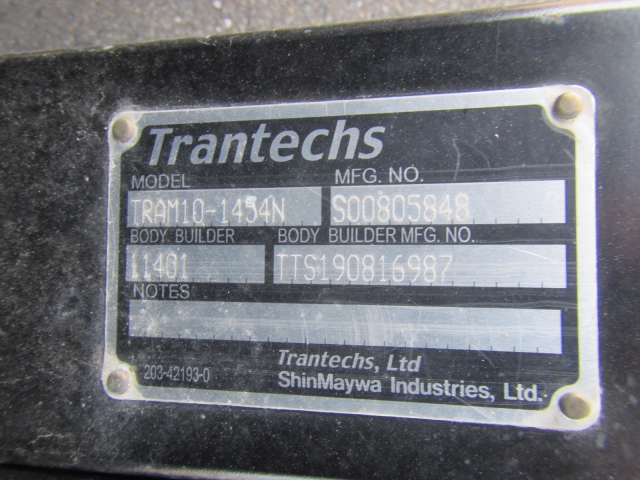 Trantechs
MODEL MFG. NO.
TRAM10-1454N S00805848
BODY BUILDER BODY BUILDER MFG. NO.
11401 TTS190816987
NOTES
Trantechs, Ltd
203-42193-0 ShinMaywa Industries, Ltd.